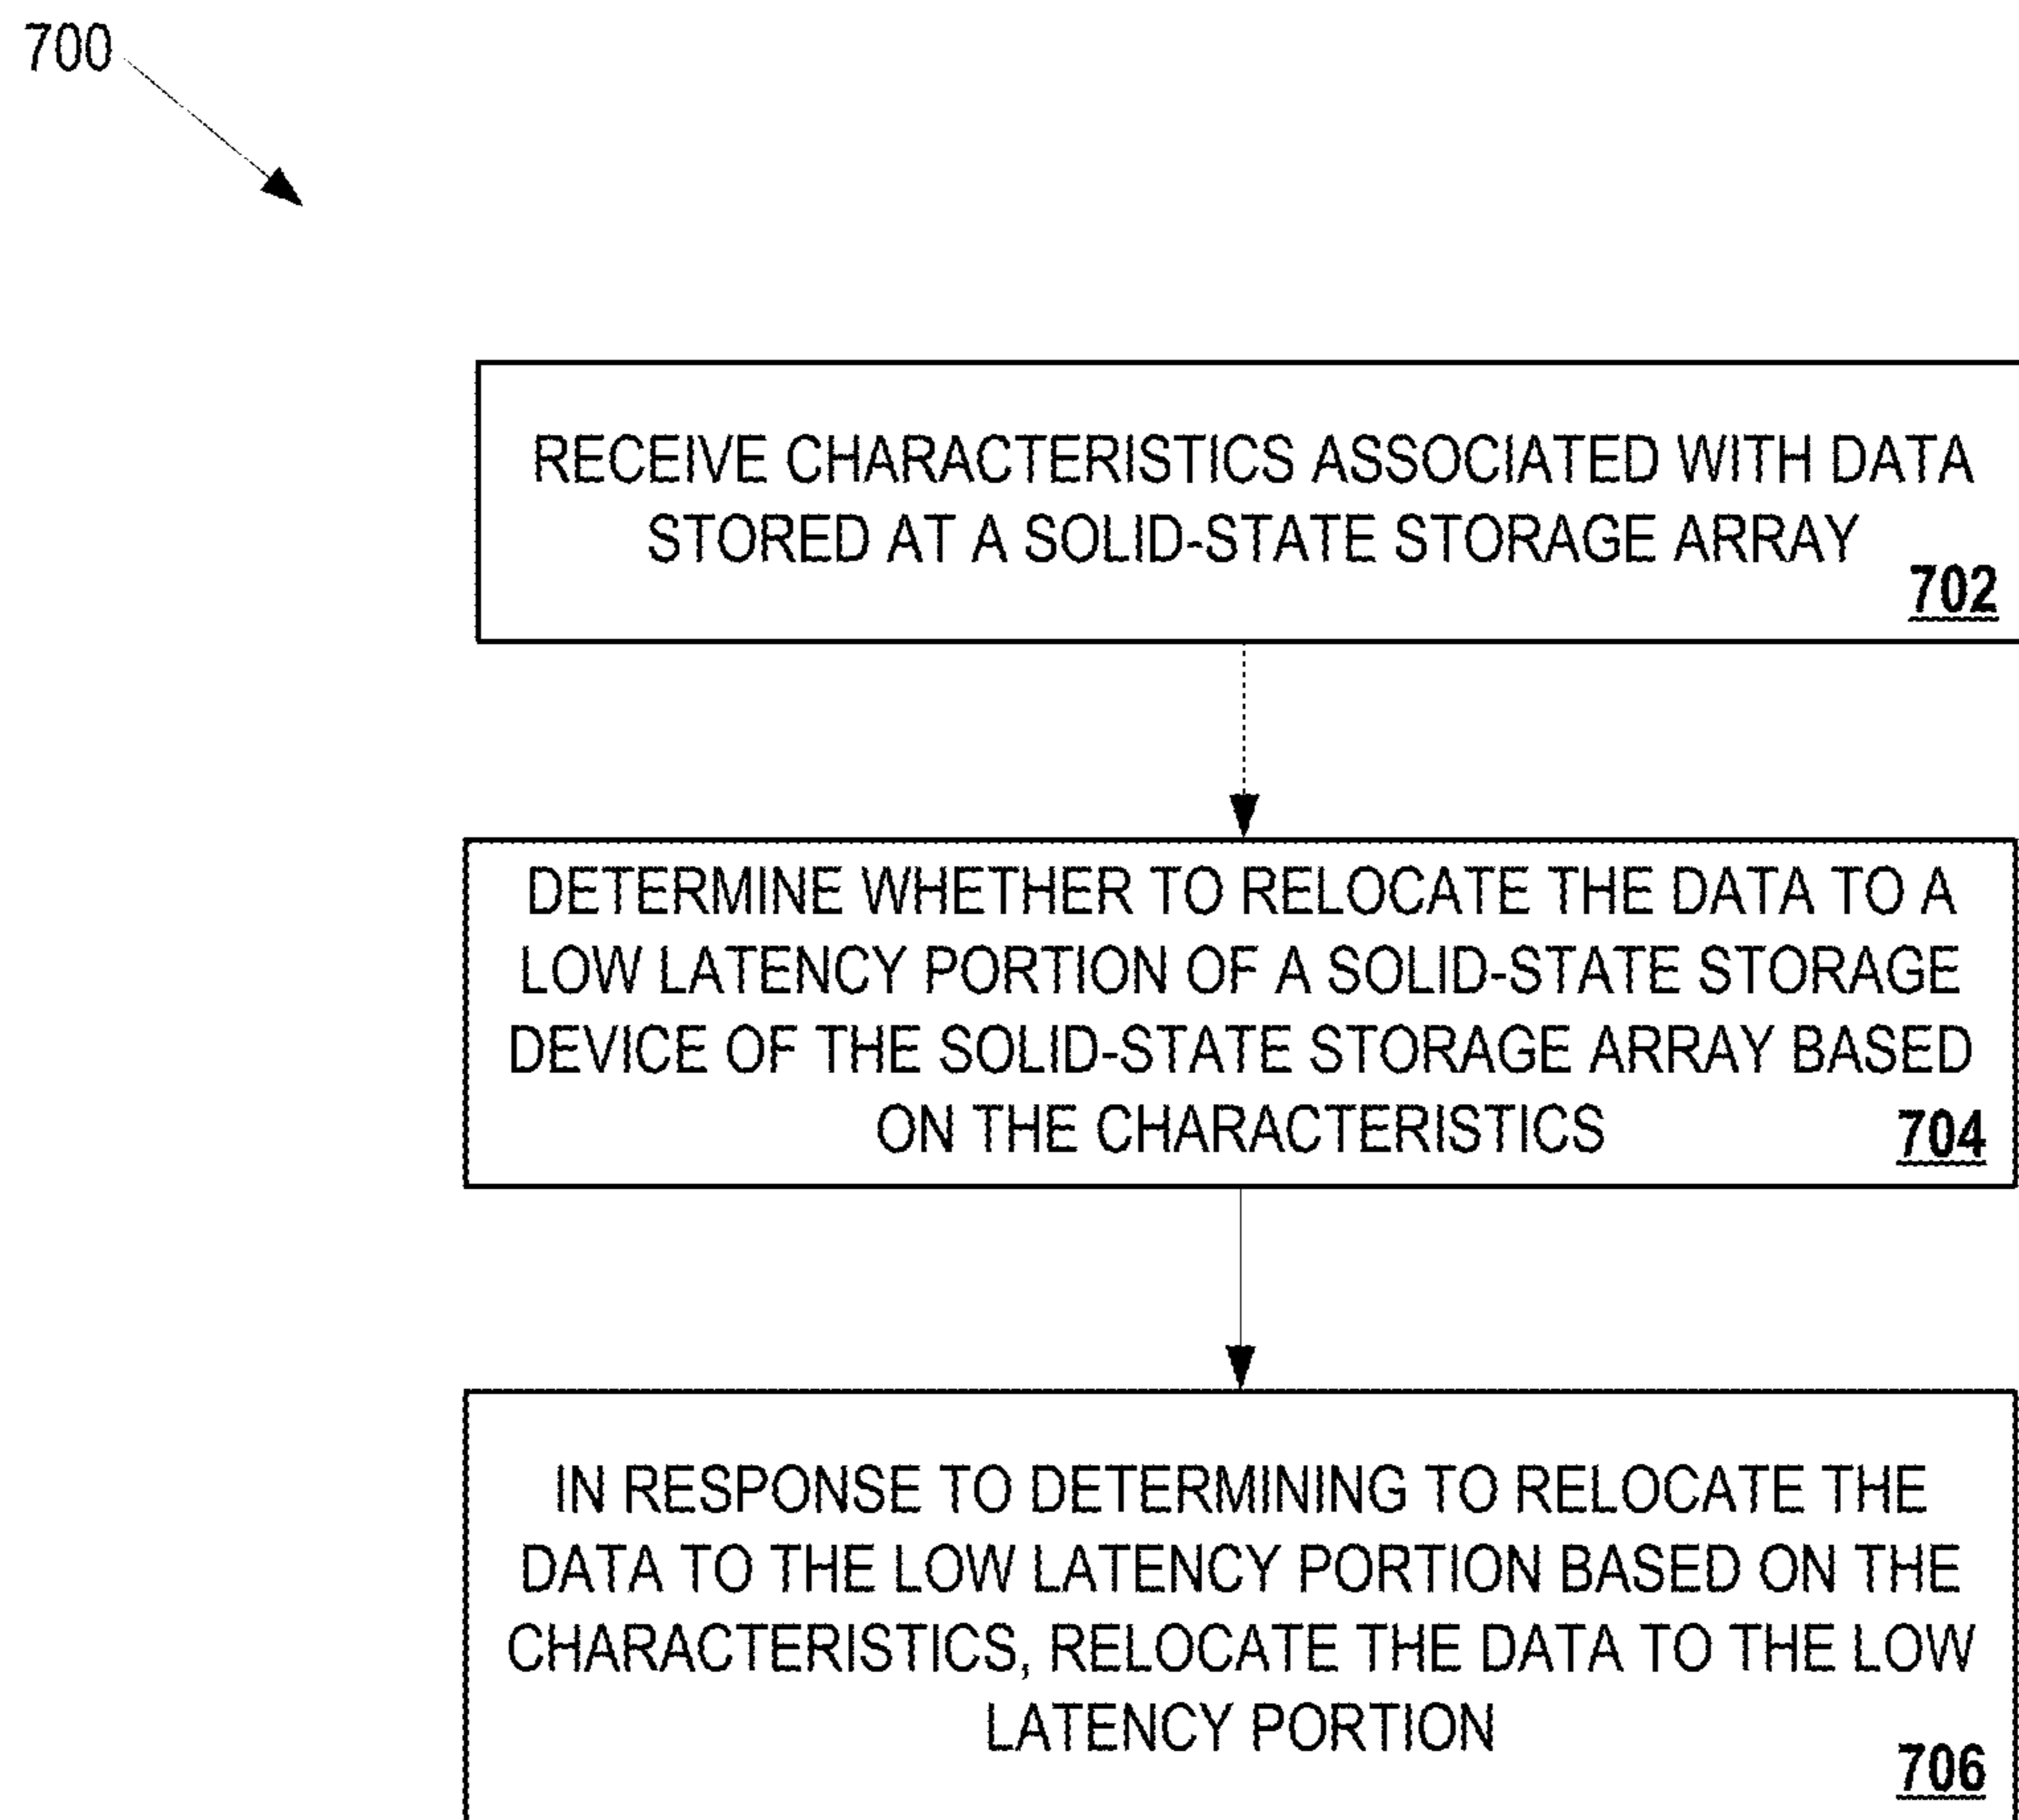 700
RECEIVE CHARACTERISTICS ASSOCIATED WITH DATA
STORED AT A SOLID-STATE STORAGE ARRAY
702
DETERMINE WHETHER TO RELOCATE THE DATA TO A
LOW LATENCY PORTION OF A SOLID-STATE STORAGE
DEVICE OF THE SOLID-STATE STORAGE ARRAY BASED
ON THE CHARACTERISTICS
704
IN RESPONSE TO DETERMINING TO RELOCATE THE
DATA TO THE LOW LATENCY PORTION BASED ON THE
CHARACTERISTICS, RELOCATE THE DATA TO THE LOW
LATENCY PORTION
706